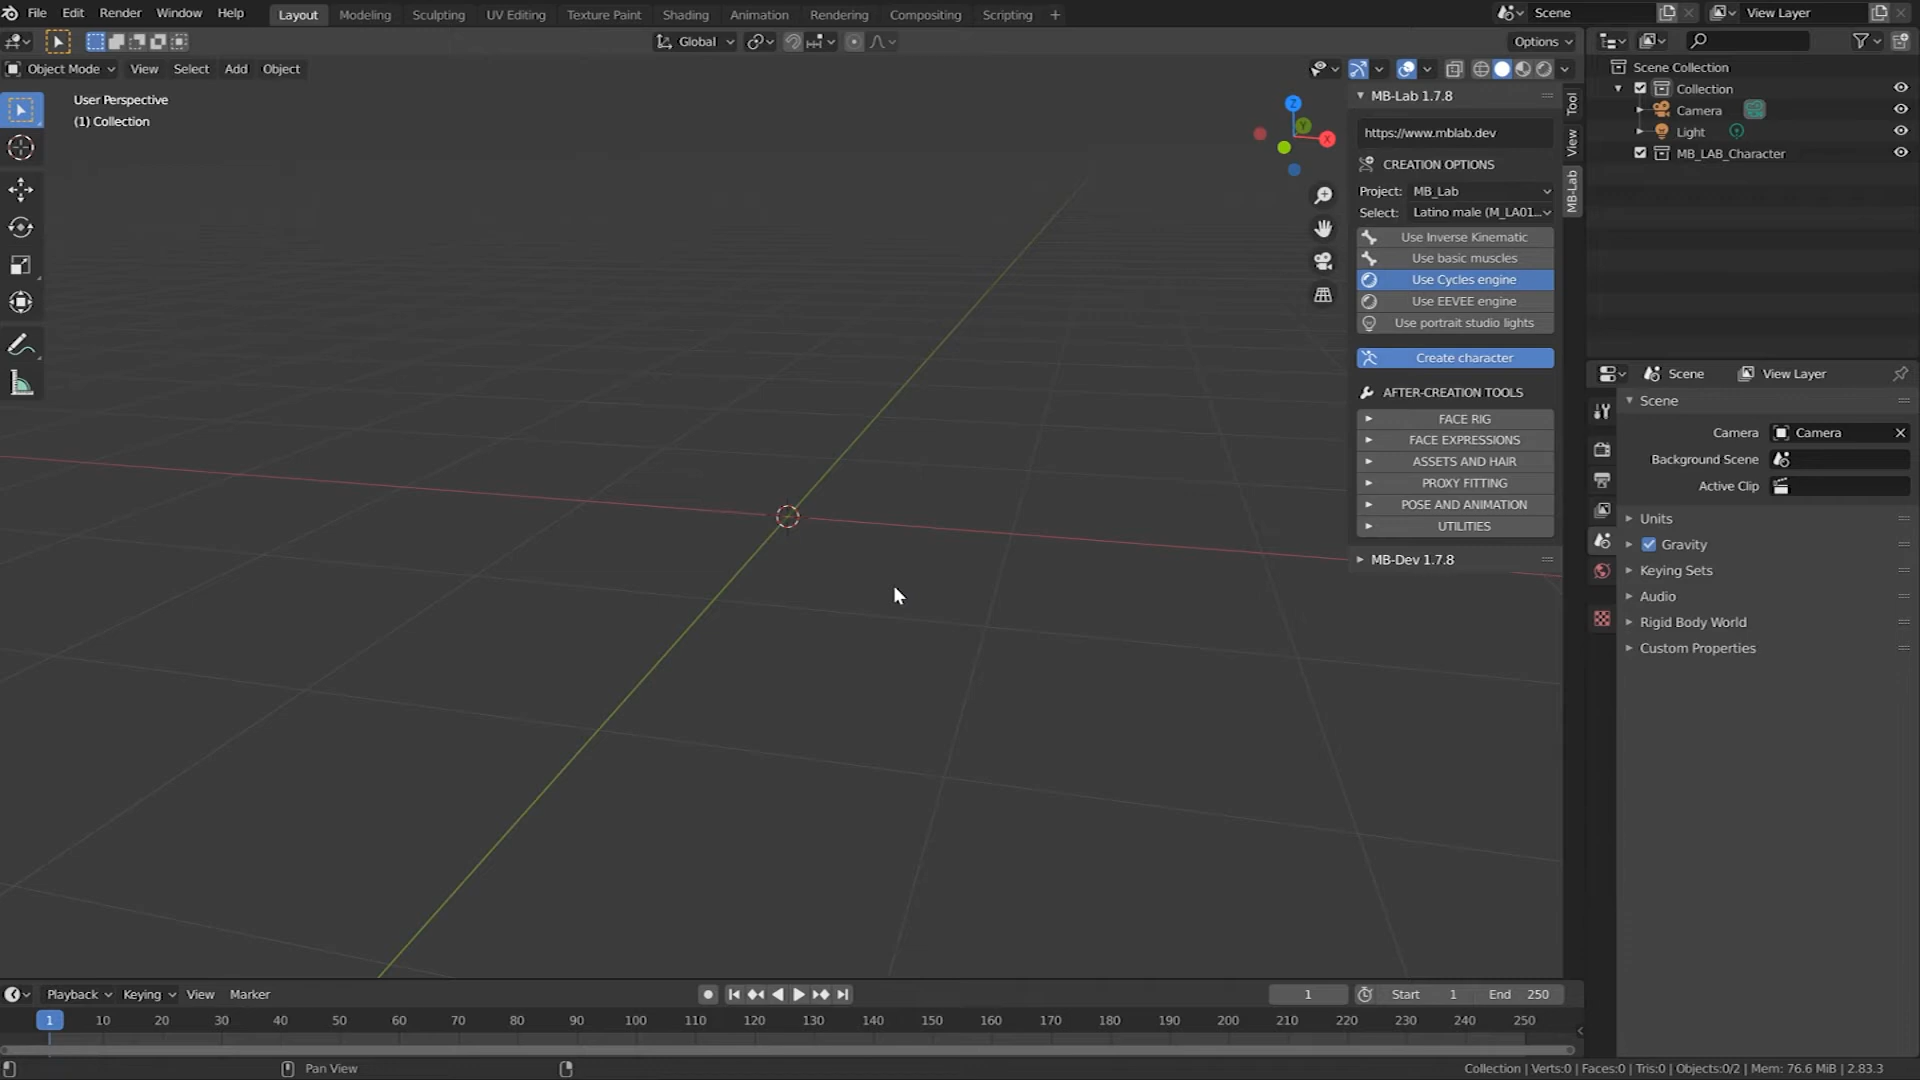 File Edit Render Window Help Layout Modeling Sculpting UV Editing Texture Paint Shading Animation Rendering Compositing Scripting +
Scene
View Layer
Global
Options
Object Mode View Select Add Object
User Perspective
(1) Collection
Z
Y
X
MB-Lab 1.7.8
https://www.mblab.dev
CREATION OPTIONS
Project: MB_Lab
Select: Latino male (M_LA01...
Use Inverse Kinematic
Use basic muscles
Use Cycles engine
Use EEVEE engine
Use portrait studio lights
Create character
AFTER-CREATION TOOLS
FACE RIG
FACE EXPRESSIONS
ASSETS AND HAIR
PROXY FITTING
POSE AND ANIMATION
UTILITIES
MB-Dev 1.7.8
Tool
View
MB-Lab
Scene Collection
Collection
Camera
Light
MB_LAB_Character
Scene View Layer
Scene
Camera Camera
Background Scene
Active Clip
Units
Gravity
Keying Sets
Audio
Rigid Body World
Custom Properties
Playback Keying View Marker
1 Start 1 End 250
1 10 20 30 40 50 60 70 80 90 100 110 120 130 140 150 160 170 180 190 200 210 220 230 240 250
Pan View
Collection | Verts:0 | Faces:0 | Tris:0 | Objects:0/2 | Mem: 76.6 MiB | 2.83.3